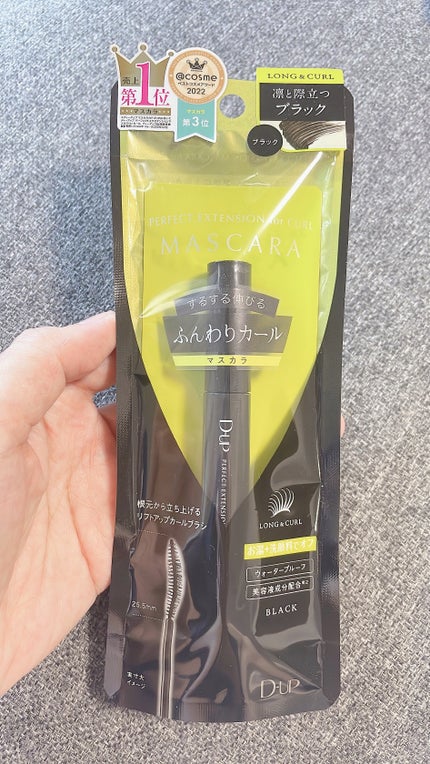 売上
第1位
マスカラ
@cosme
ベストコスメアワード
2022
マスカラ
第3位
LONG & CURL
凛と際立つ
ブラック
ブラック
PERFECT EXTENSION for CURL
MASCARA
するする伸びる
ふんわりカール
マスカラ
D-UP
PERFECT EXTENSION
根元から立ち上げる
リフトアップカールブラシ
LONG & CURL
お湯+洗顔料でオフ
ウォータープルーフ
美容液成分配合
BLACK
25.5mm
実寸大
イメージ
D-UP